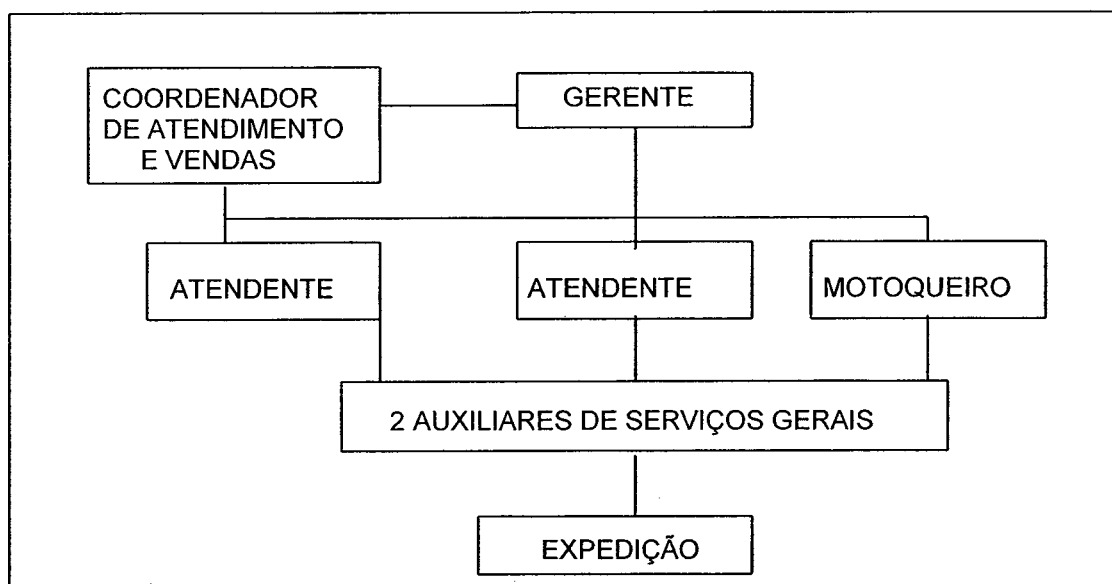 COORDENADOR
DE ATENDIMENTO
E VENDAS
GERENTE
ATENDENTE
ATENDENTE
MOTOQUEIRO
2 AUXILIARES DE SERVIÇOS GERAIS
EXPEDIÇÃO